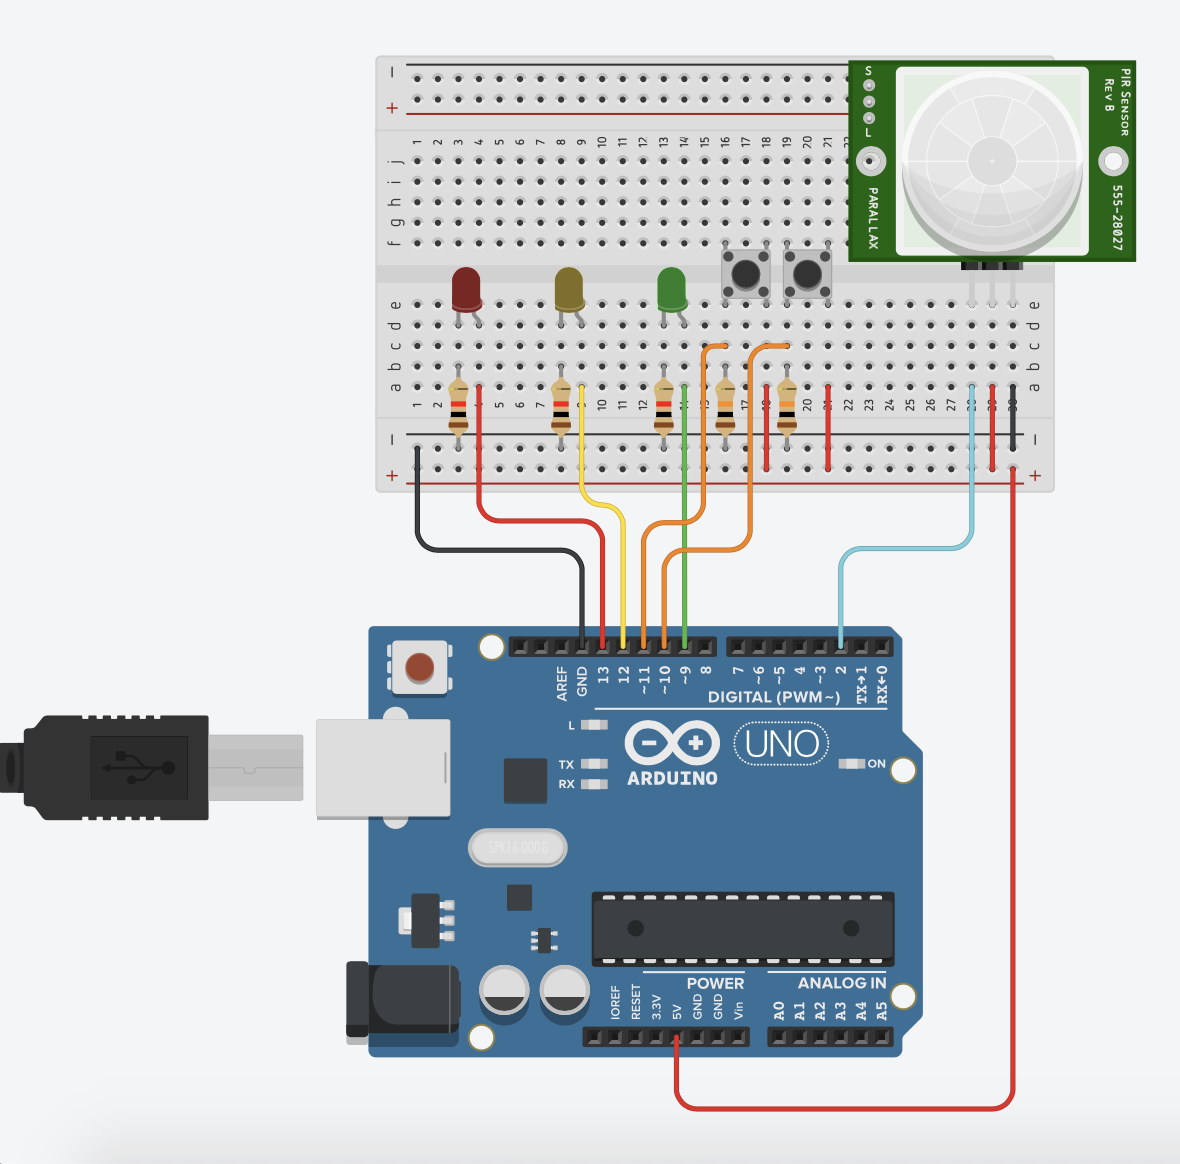 −
+
1 2 3 4 5 6 7 8 9 10 11 12 13 14 15 16 17 18 19 20 21
j
i
h
g
f
S
L
PARALLAX
PIR SENSOR
REV B
555-28027
e e
d d
c c
b b
a a
1 2 3 4 5 6 7 8 9 10 11 12 13 14 15 16 17 18 19 20 21 22 23 24 25 26 27 28 29 30
− −
+ +
AREF GND 13 12 ~11 ~10 ~9 8 7 ~6 ~5 4 ~3 2 TX→1 RX←0
DIGITAL (PWM~)
L
TX
RX
UNO
ARDUINO
ON
SPK16.000G
POWER
ANALOG IN
IOREF RESET 3.3V 5V GND GND Vin A0 A1 A2 A3 A4 A5